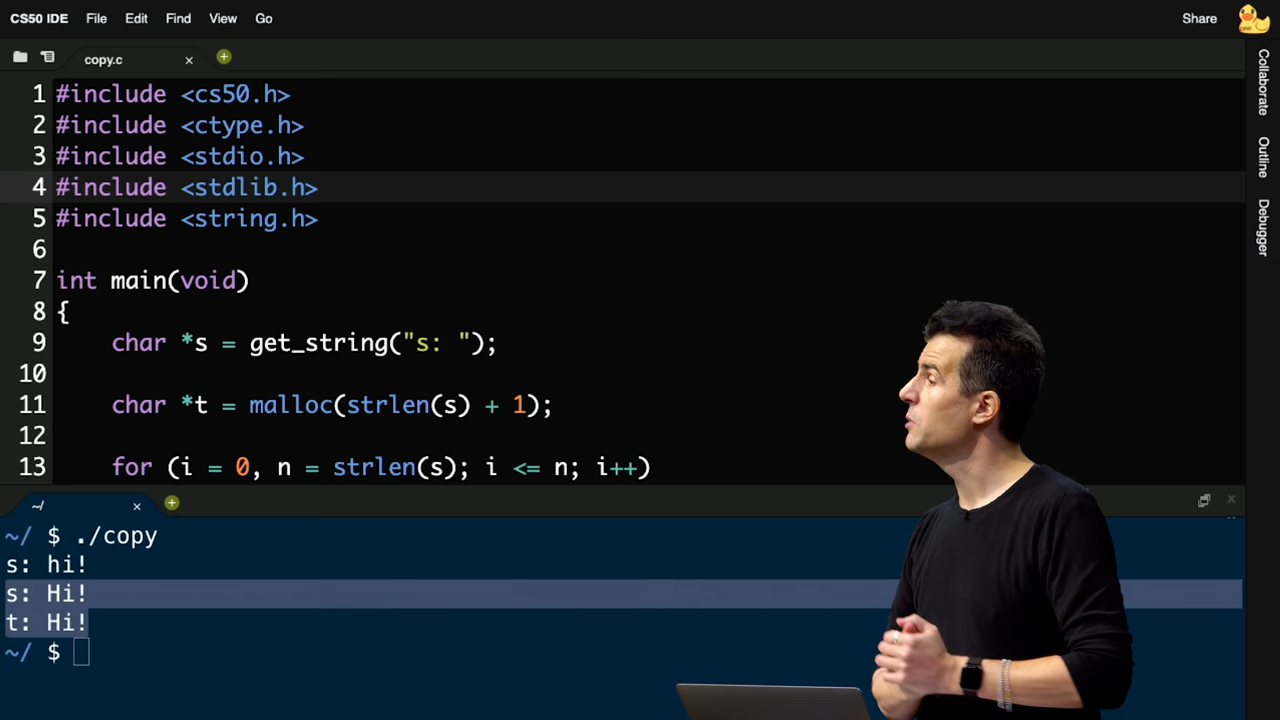 CS50 IDE File Edit Find View Go Share
copy.c
1 #include <cs50.h>
2 #include <ctype.h>
3 #include <stdio.h>
4 #include <stdlib.h>
5 #include <string.h>
6
7 int main(void)
8 {
9     char *s = get_string("s: ");
10
11     char *t = malloc(strlen(s) + 1);
12
13     for (i = 0, n = strlen(s); i <= n; i++)
Collaborate
Outline
Debugger
~/
~/ $ ./copy
s: hi!
s: Hi!
t: Hi!
~/ $